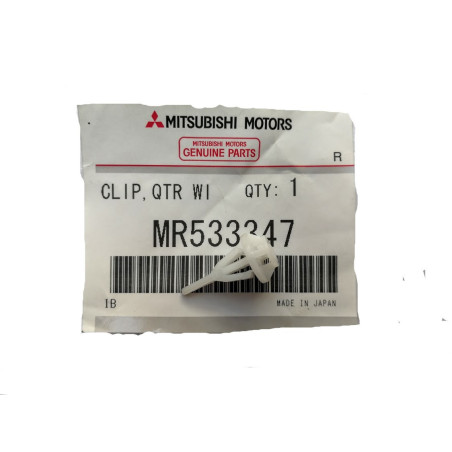 MITSUBISHI MOTORS
MITSUBISHI MOTORS
GENUINE PARTS
R
CLIP, QTR WI QTY: 1
MR533347
IB MADE IN JAPAN